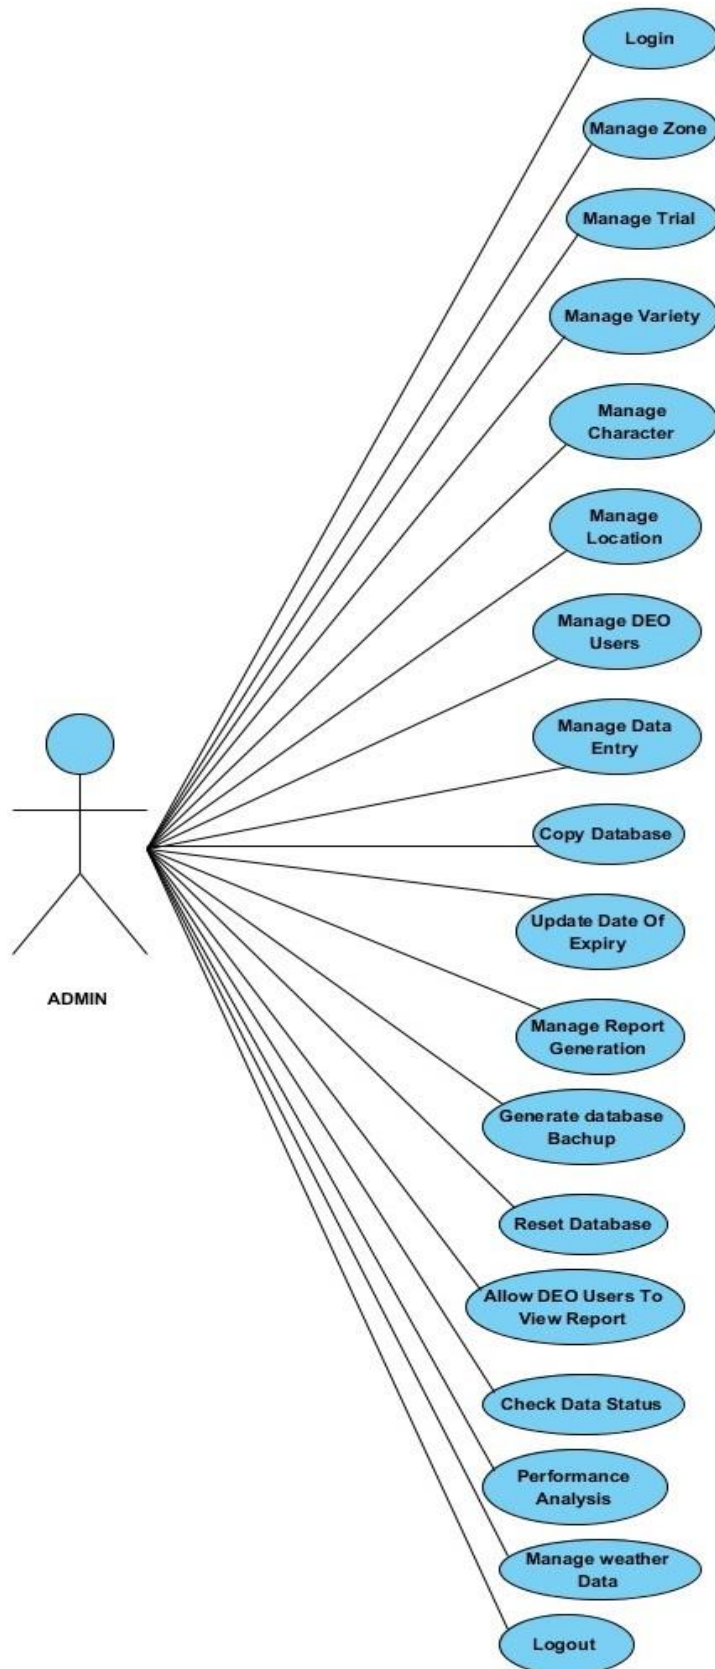 Login
Manage Zone
Manage Trial
Manage Variety
Manage
Character
Manage
Location
Manage DEO
Users
Manage Data
Entry
Copy Database
Update Date Of
Expiry
ADMIN
Manage Report
Generation
Generate database
Bachup
Reset Database
Allow DEO Users To
View Report
Check Data Status
Performance
Analysis
Manage weather
Data
Logout